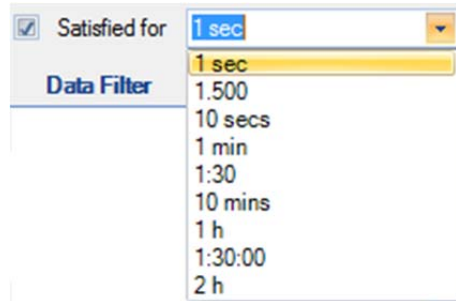 Satisfied for 1 sec
1 sec
Data Filter
1.500
10 secs
1 min
1:30
10 mins
1 h
1:30:00
2 h